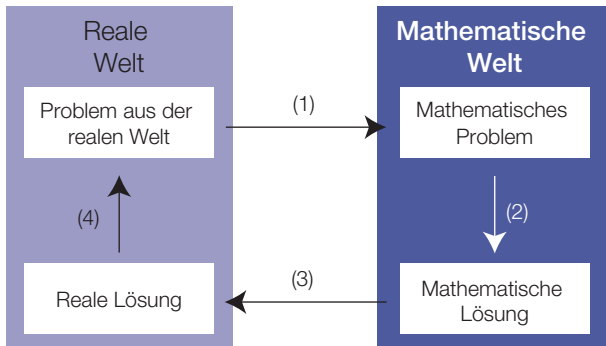 Reale
Welt
Mathematische
Welt
Problem aus der
realen Welt
(1)
Mathematisches
Problem
(4)
(2)
Reale Lösung
(3)
Mathematische
Lösung